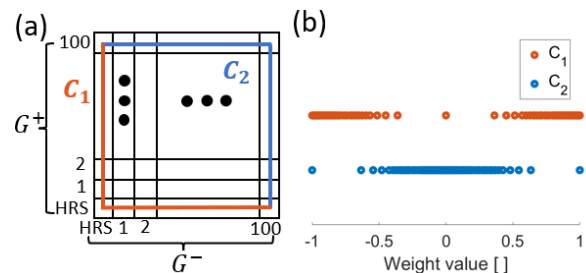 (a)
100
C₁
C₂
G⁺
2
1
HRS
HRS 1 2 100
G⁻
(b)
C₁
C₂
-1 -0.5 0 0.5 1
Weight value [ ]